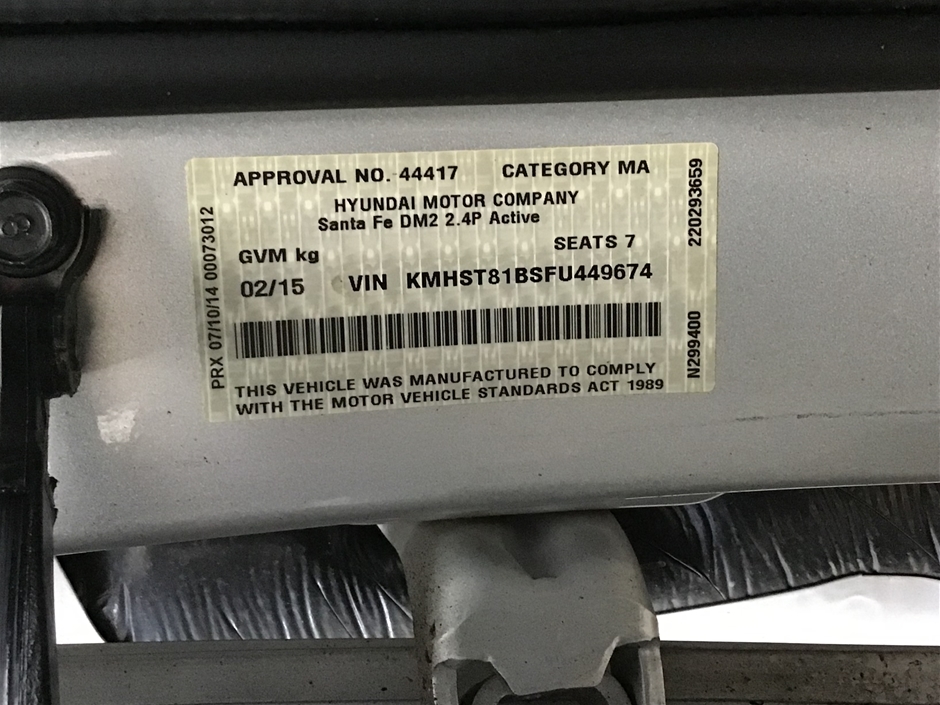 APPROVAL NO. 44417 CATEGORY MA
HYUNDAI MOTOR COMPANY
Santa Fe DM2 2.4P Active
SEATS 7
GVM kg
02/15 VIN KMHST81BSFU449674
THIS VEHICLE WAS MANUFACTURED TO COMPLY
WITH THE MOTOR VEHICLE STANDARDS ACT 1989
PRX 07/10/14 00073012
N299400 220293659